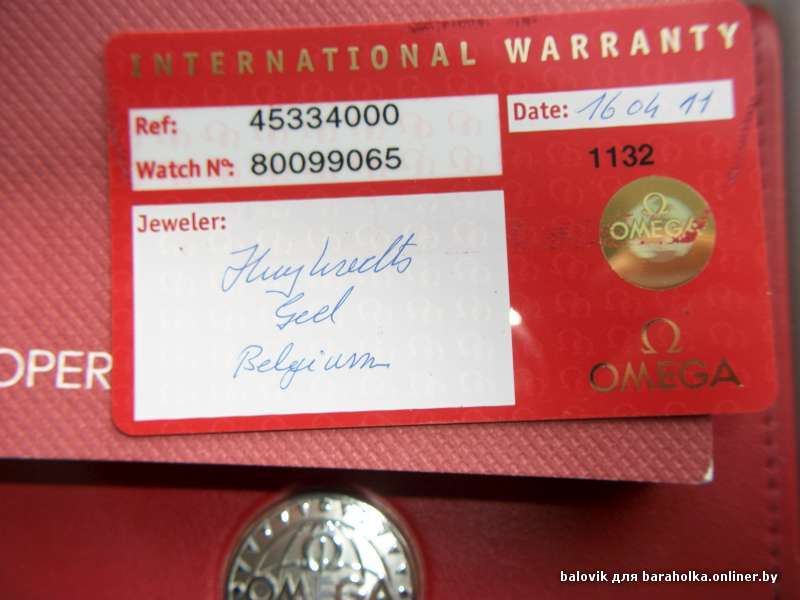 INTERNATIONAL WARRANTY
Ref: 45334000
Watch Nº: 80099065
Date: 16 04 11
1132
Jeweler:
Huybrechts
Geel
Belgium
OMEGA
OMEGA
OPER
OMEGA
balovik для baraholka.onliner.by